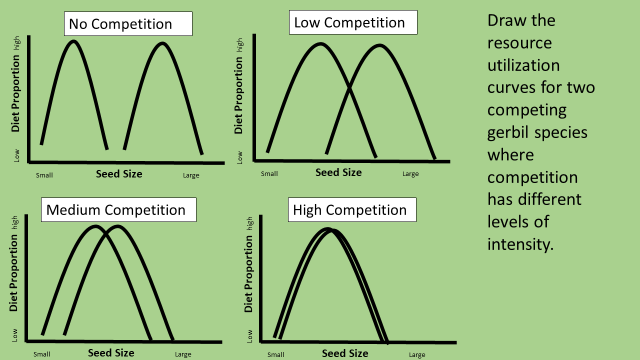 No Competition
high
Diet Proportion
Low
Small
Seed Size
Large
Low Competition
high
Diet Proportion
Low
Small
Seed Size
Large
Medium Competition
high
Diet Proportion
Low
Small
Seed Size
Large
High Competition
high
Diet Proportion
Low
Small
Seed Size
Large
Draw the
resource
utilization
curves for two
competing
gerbil species
where
competition
has different
levels of
intensity.